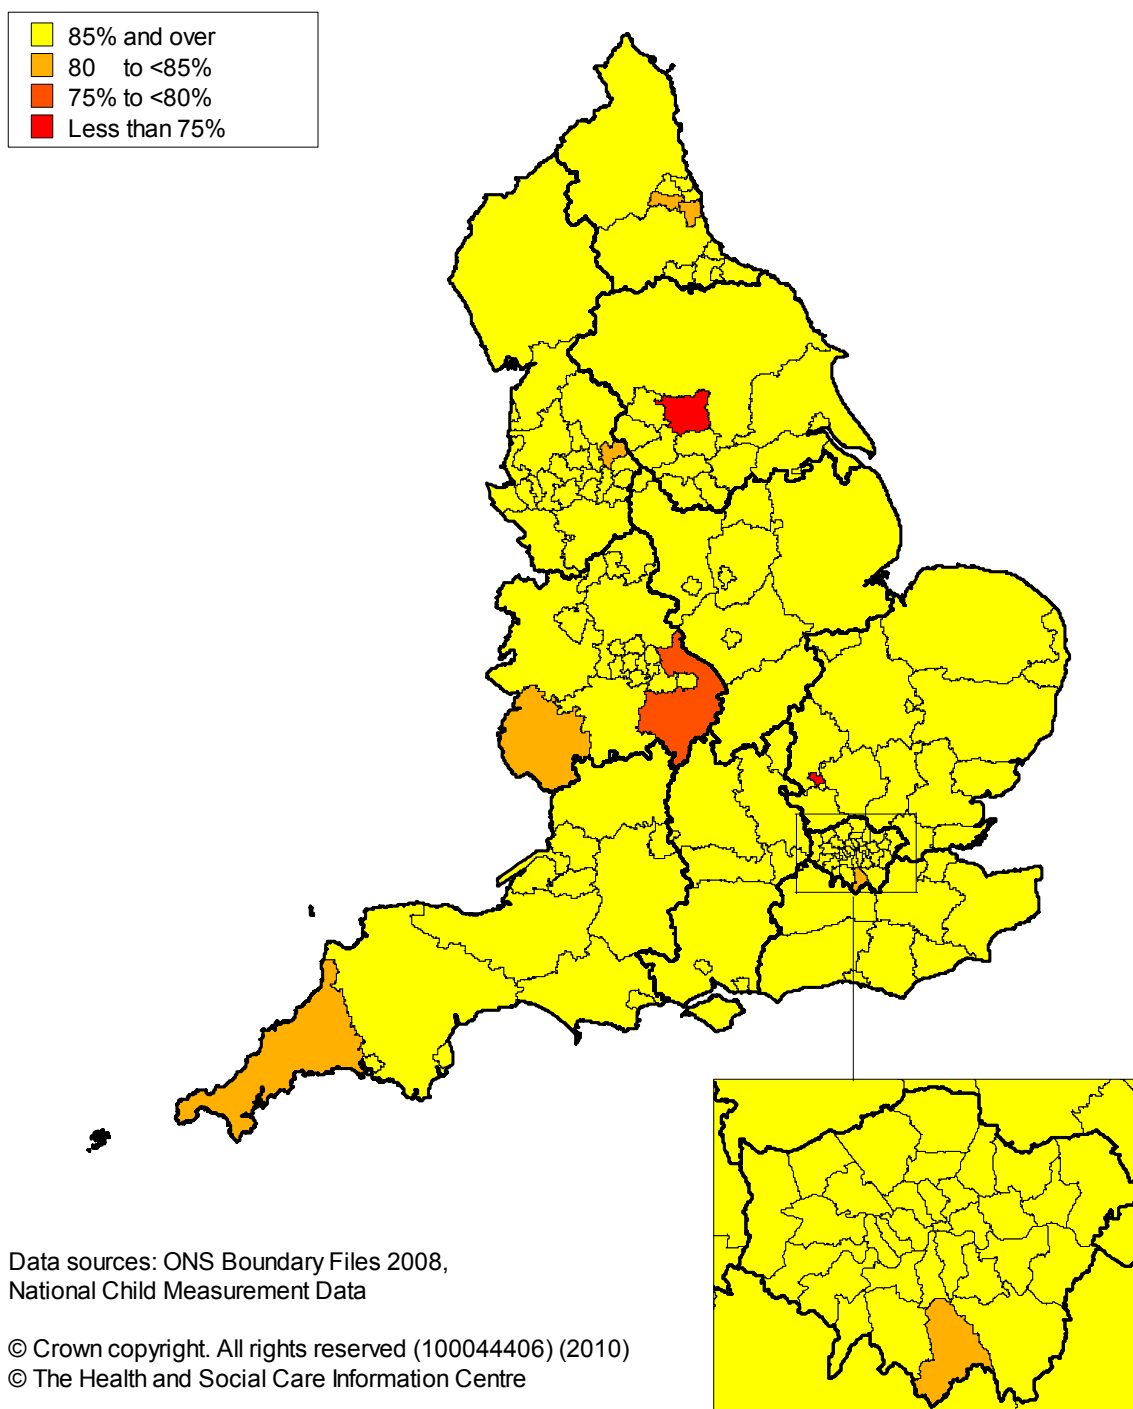 85% and over
80 to <85%
75% to <80%
Less than 75%
Data sources: ONS Boundary Files 2008,
National Child Measurement Data
© Crown copyright. All rights reserved (100044406) (2010)
© The Health and Social Care Information Centre